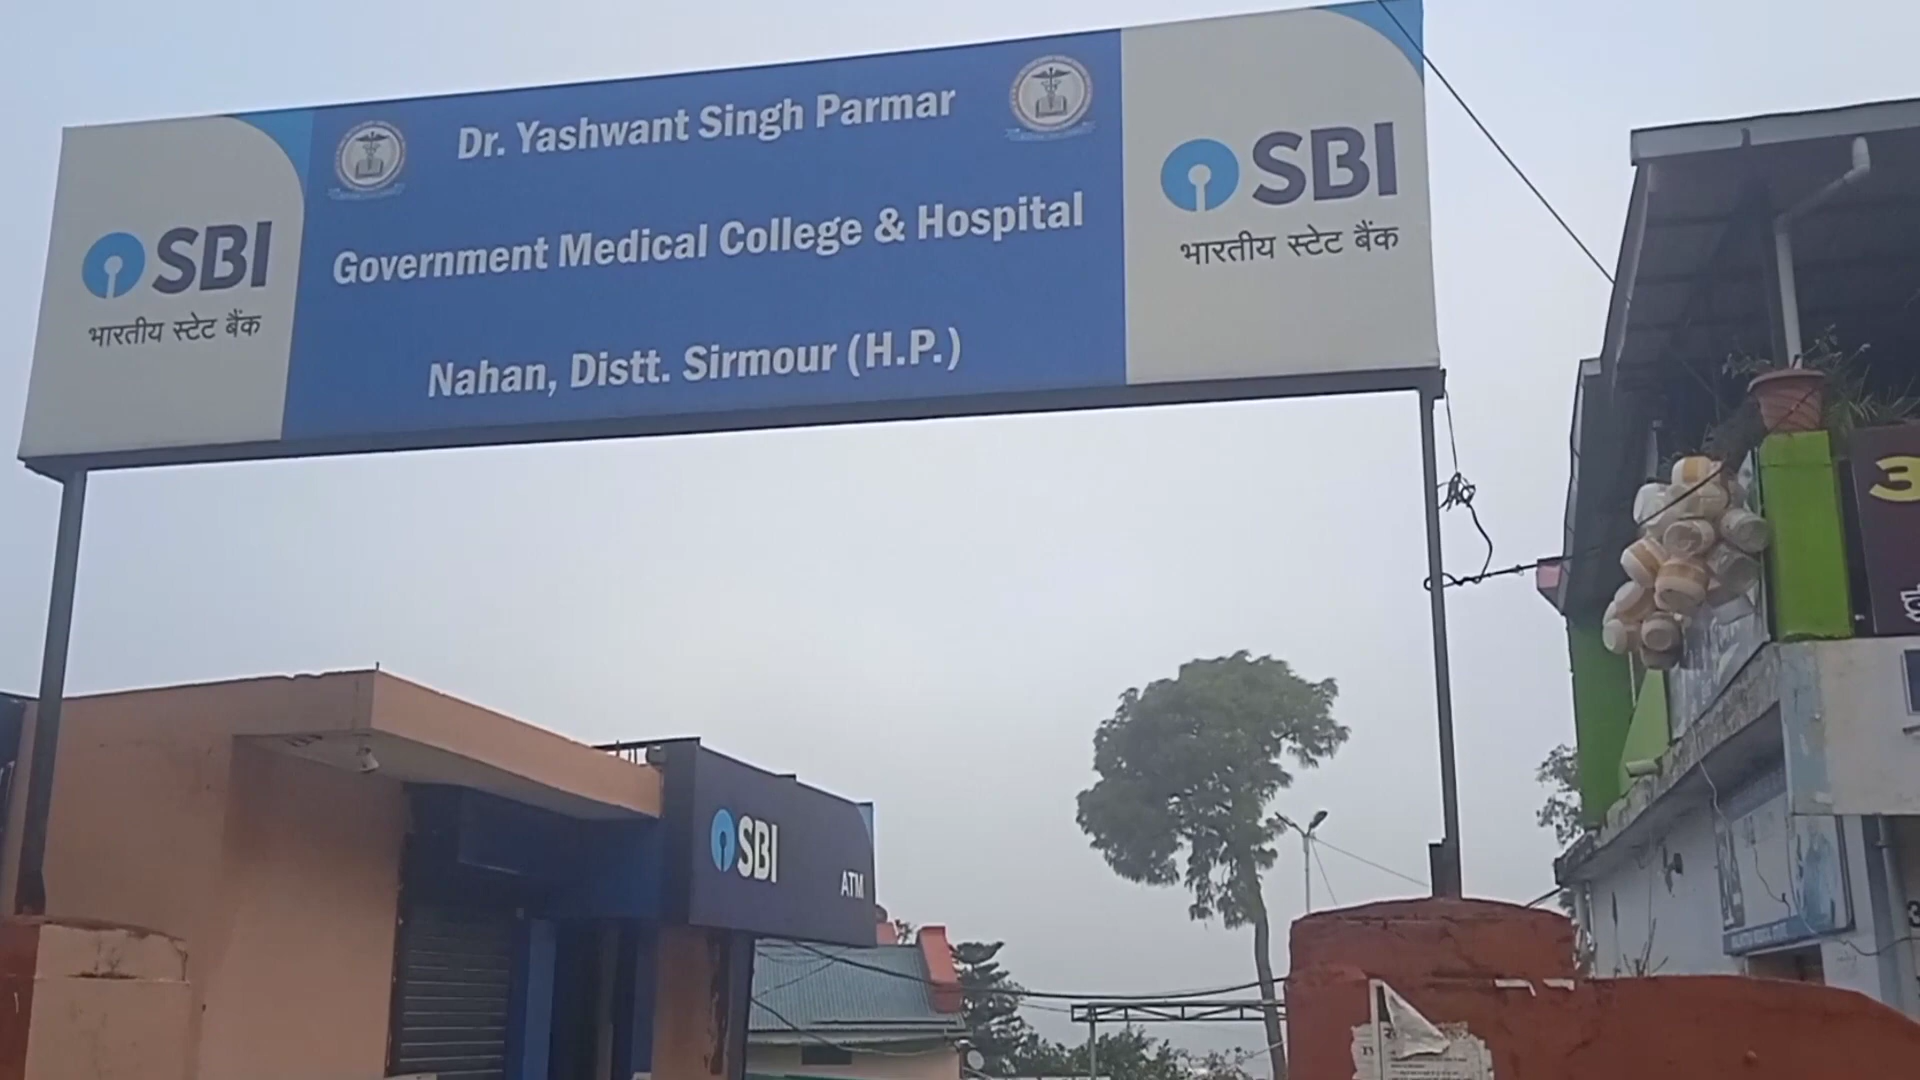 Dr. Yashwant Singh Parmar
Government Medical College & Hospital
Nahan, Distt. Sirmour (H.P.)
SBI
भारतीय स्टेट बैंक
SBI
भारतीय स्टेट बैंक
SBI
ATM